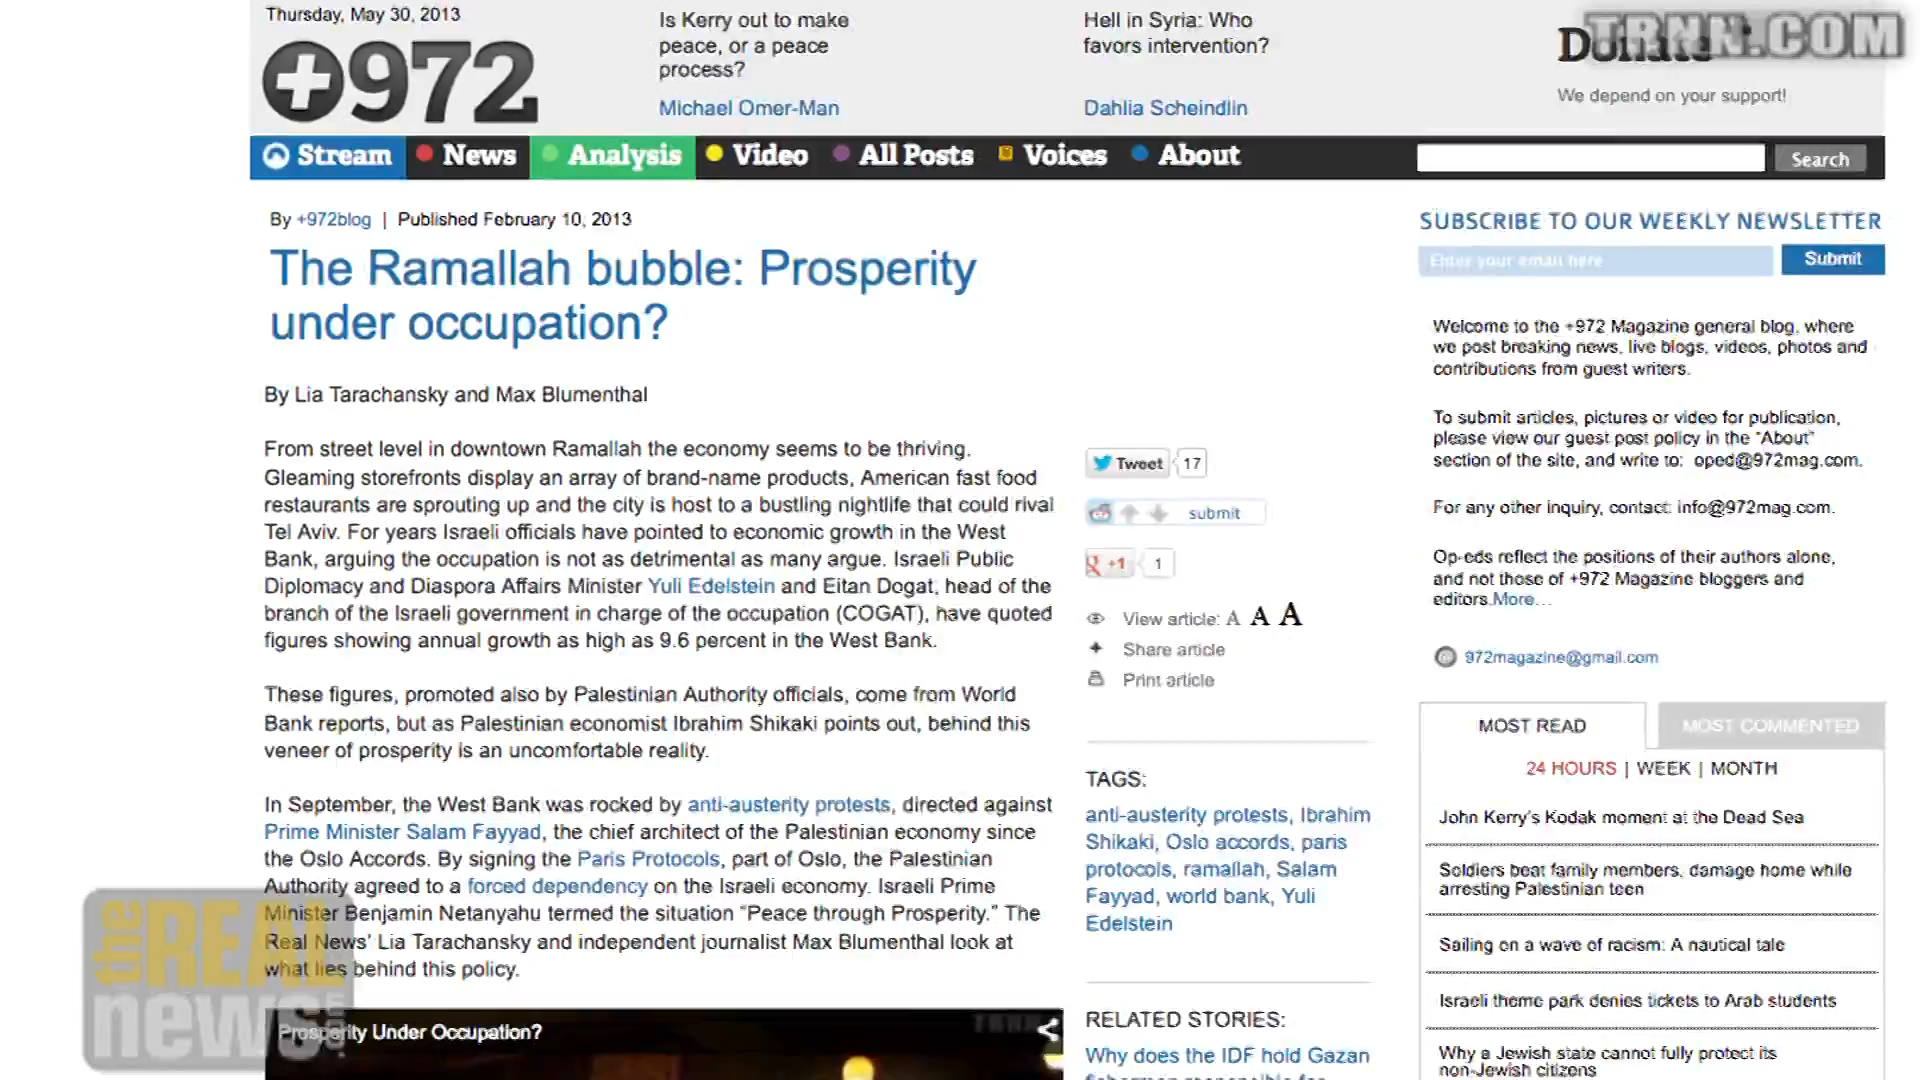 Thursday, May 30, 2013
+972
Is Kerry out to make
peace, or a peace
process?
Michael Omer-Man
Hell in Syria: Who
favors intervention?
Dahlia Scheindlin
Donate
TRNN.COM
We depend on your support!
Stream News Analysis Video All Posts Voices About
Search
By +972blog | Published February 10, 2013
The Ramallah bubble: Prosperity
under occupation?
By Lia Tarachansky and Max Blumenthal
From street level in downtown Ramallah the economy seems to be thriving.
Gleaming storefronts display an array of brand-name products, American fast food
restaurants are sprouting up and the city is host to a bustling nightlife that could rival
Tel Aviv. For years Israeli officials have pointed to economic growth in the West
Bank, arguing the occupation is not as detrimental as many argue. Israeli Public
Diplomacy and Diaspora Affairs Minister Yuli Edelstein and Eitan Dogat, head of the
branch of the Israeli government in charge of the occupation (COGAT), have quoted
figures showing annual growth as high as 9.6 percent in the West Bank.
These figures, promoted also by Palestinian Authority officials, come from World
Bank reports, but as Palestinian economist Ibrahim Shikaki points out, behind this
veneer of prosperity is an uncomfortable reality.
In September, the West Bank was rocked by anti-austerity protests, directed against
Prime Minister Salam Fayyad, the chief architect of the Palestinian economy since
the Oslo Accords. By signing the Paris Protocols, part of Oslo, the Palestinian
Authority agreed to a forced dependency on the Israeli economy. Israeli Prime
Minister Benjamin Netanyahu termed the situation “Peace through Prosperity.” The
Real News’ Lia Tarachansky and independent journalist Max Blumenthal look at
what lies behind this policy.
Prosperity Under Occupation?
TRNN
the REAL
news.com
Tweet 17
submit
g +1 1
View article: A A A
Share article
Print article
TAGS:
anti-austerity protests, Ibrahim
Shikaki, Oslo accords, paris
protocols, ramallah, Salam
Fayyad, world bank, Yuli
Edelstein
RELATED STORIES:
Why does the IDF hold Gazan
fishermen responsible for
SUBSCRIBE TO OUR WEEKLY NEWSLETTER
Enter your email here
Submit
Welcome to the +972 Magazine general blog, where
we post breaking news, live blogs, videos, photos and
contributions from guest writers.
To submit articles, pictures or video for publication,
please view our guest post policy in the "About"
section of the site, and write to: oped@972mag.com.
For any other inquiry, contact: info@972mag.com.
Op-eds reflect the positions of their authors alone,
and not those of +972 Magazine bloggers and
editors.More...
972magazine@gmail.com
MOST READ
MOST COMMENTED
24 HOURS | WEEK | MONTH
John Kerry's Kodak moment at the Dead Sea
Soldiers beat family members, damage home while
arresting Palestinian teen
Sailing on a wave of racism: A nautical tale
Israeli theme park denies tickets to Arab students
Why a Jewish state cannot fully protect its
non-Jewish citizens